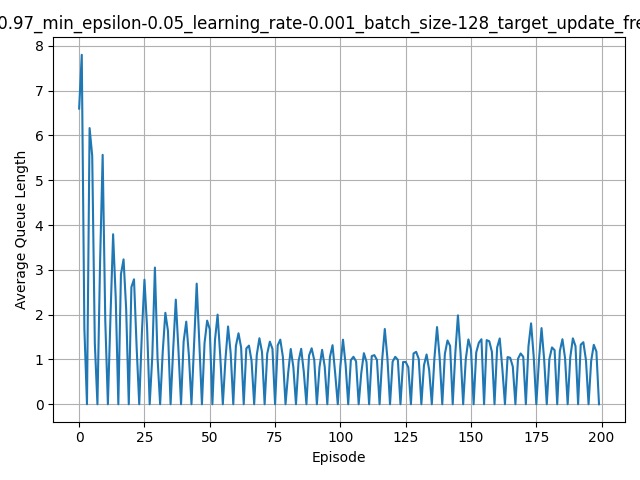 0.97_min_epsilon-0.05_learning_rate-0.001_batch_size-128_target_update_fre
8
7
6
5
4
3
2
1
0
Average Queue Length
0 25 50 75 100 125 150 175 200
Episode